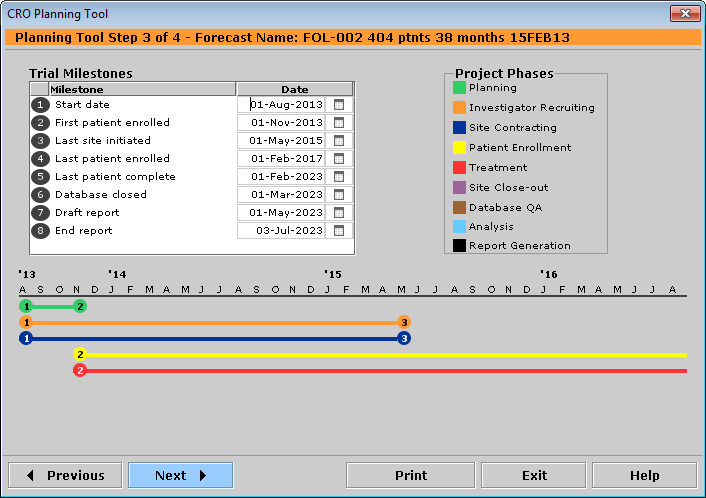 CRO Planning Tool
Planning Tool Step 3 of 4 - Forecast Name: FOL-002 404 ptnts 38 months 15FEB13
Trial Milestones
Milestone Date
1 Start date 01-Aug-2013
2 First patient enrolled 01-Nov-2013
3 Last site initiated 01-May-2015
4 Last patient enrolled 01-Feb-2017
5 Last patient complete 01-Feb-2023
6 Database closed 01-Mar-2023
7 Draft report 01-May-2023
8 End report 03-Jul-2023
Project Phases
Planning
Investigator Recruiting
Site Contracting
Patient Enrollment
Treatment
Site Close-out
Database QA
Analysis
Report Generation
'13 '14 '15 '16
A S O N D J F M A M J J A S O N D J F M A M J J A S O N D J F M A M J J A
1 2
1 3
1 3
2
2
Previous Next Print Exit Help